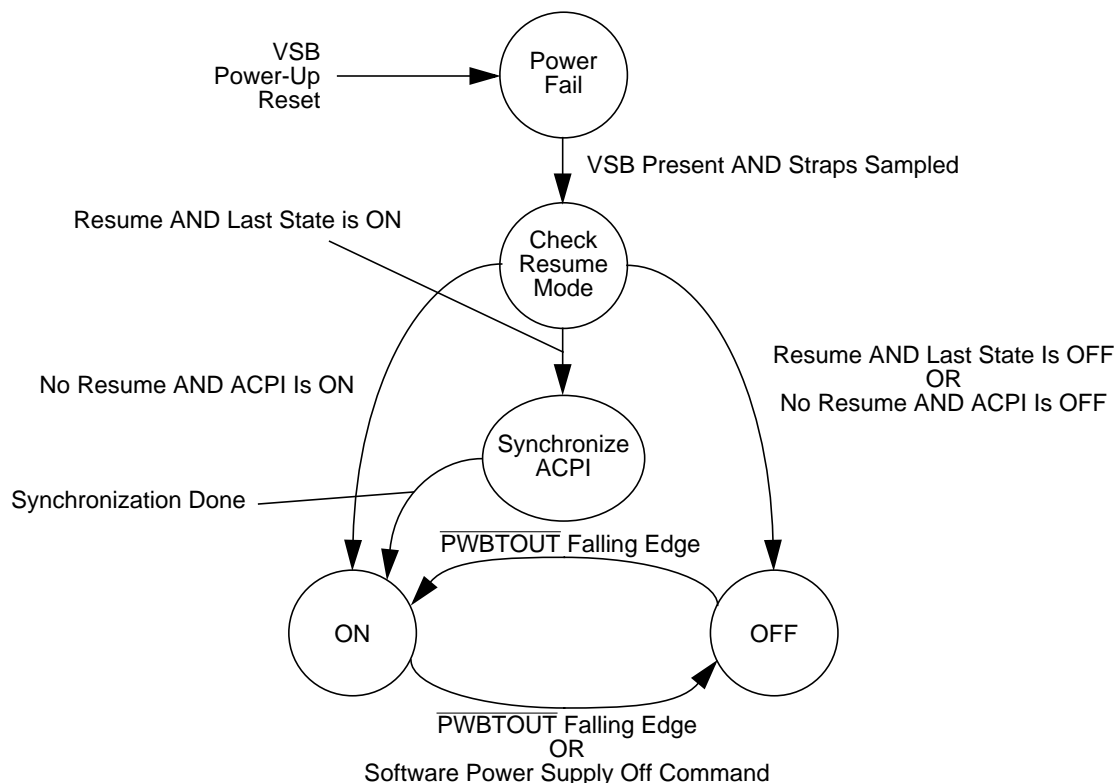 VSB
Power-Up
Reset
Power
Fail
VSB Present AND Straps Sampled
Resume AND Last State is ON
Check
Resume
Mode
No Resume AND ACPI Is ON
Resume AND Last State Is OFF
OR
No Resume AND ACPI Is OFF
Synchronize
ACPI
Synchronization Done
PWBTOUT Falling Edge
ON
OFF
PWBTOUT Falling Edge
OR
Software Power Supply Off Command